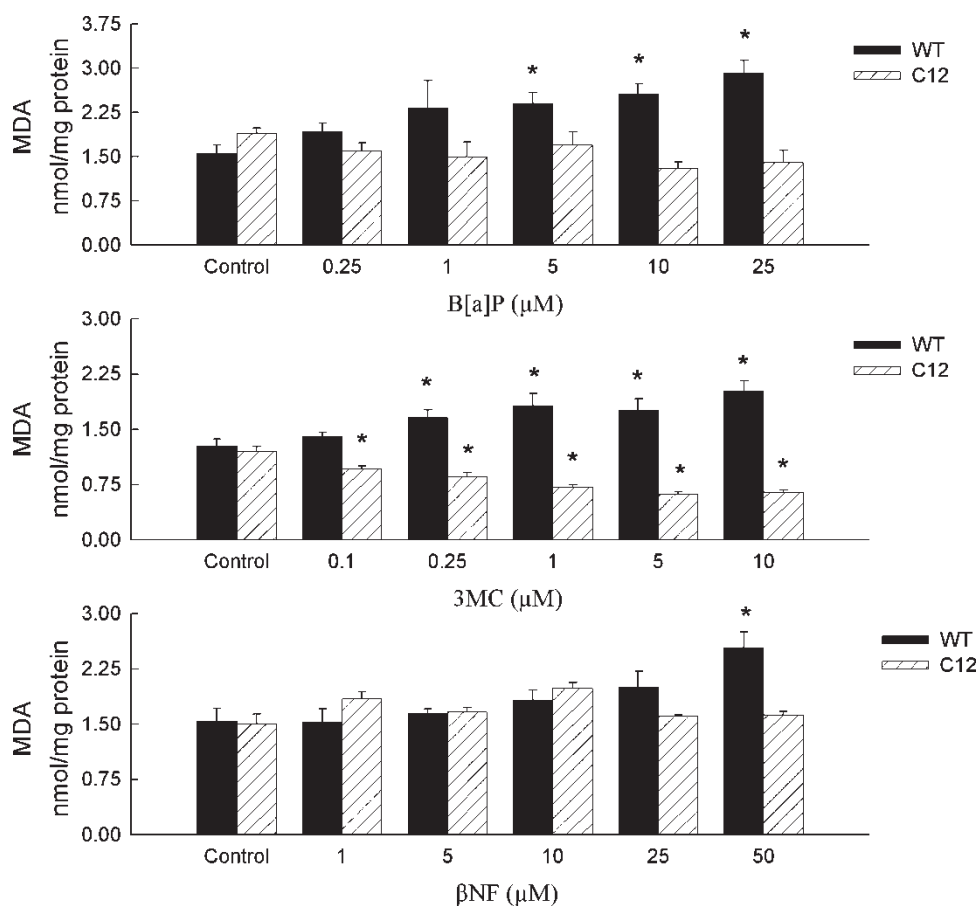 3.75
3.00
2.25
1.50
0.75
0.00
MDA
nmol/mg protein
* * *
WT
C12
Control 0.25 1 5 10 25
B[a]P (µM)
3.00
2.25
1.50
0.75
0.00
MDA
nmol/mg protein
* * * *
* * * * *
WT
C12
Control 0.1 0.25 1 5 10
3MC (µM)
3.00
2.25
1.50
0.75
0.00
MDA
nmol/mg protein
*
WT
C12
Control 1 5 10 25 50
βNF (µM)